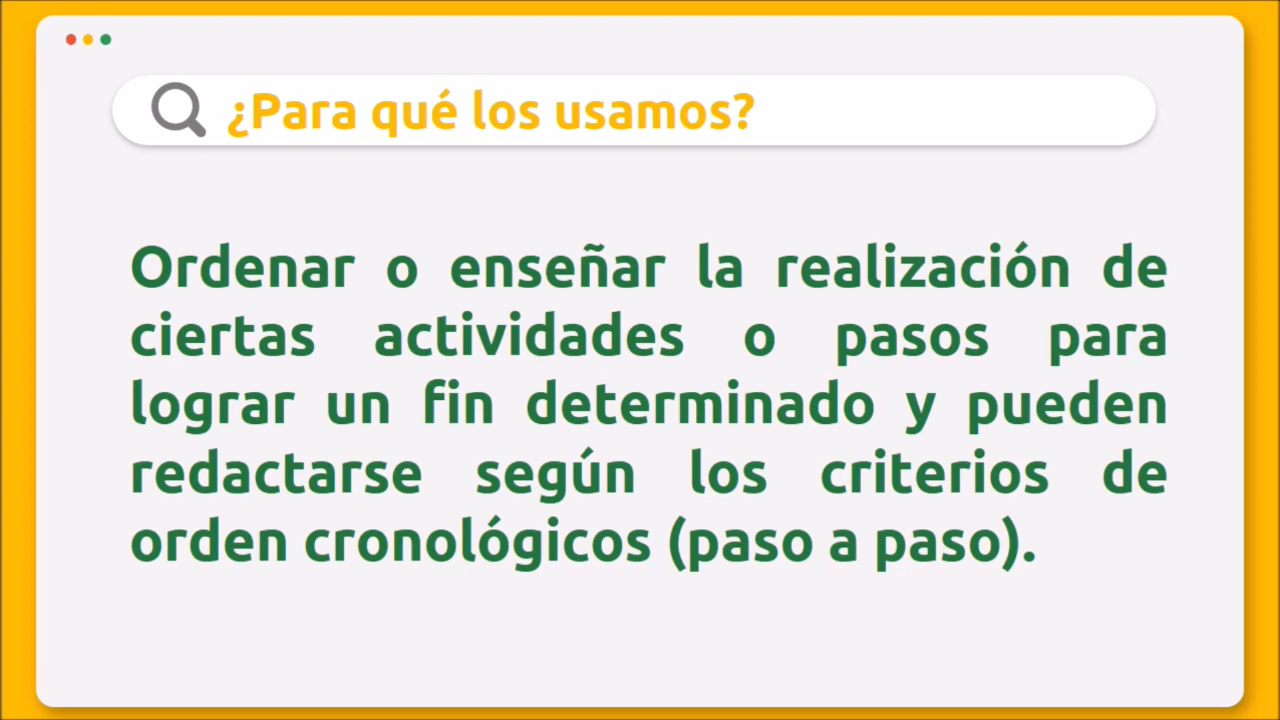 ¿Para qué los usamos?
Ordenar o enseñar la realización de
ciertas actividades o pasos para
lograr un fin determinado y pueden
redactarse según los criterios de
orden cronológicos (paso a paso).